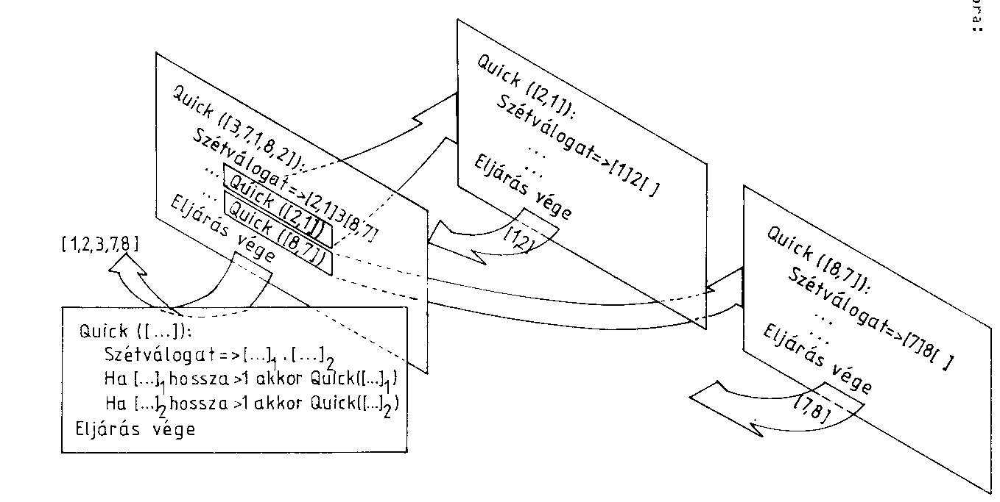 ora:
Quick ([3,7,1,8,2]):
Szétválogat=>[2,1]3[8,7]
... Quick ([2,1])
... Quick ([8,7])
Eljárás vége
[1,2,3,7,8]
Quick ([2,1]):
Szétválogat=>[1]2[ ]
...
...
Eljárás vége
[1,2]
Quick ([8,7]):
Szétválogat=>[7]8[ ]
...
...
Eljárás vége
[7,8]
Quick ([...]):
Szétválogat=>[...]1 . [...]2
Ha [...]1 hossza >1 akkor Quick([...]1)
Ha [...]2 hossza >1 akkor Quick([...]2)
Eljárás vége